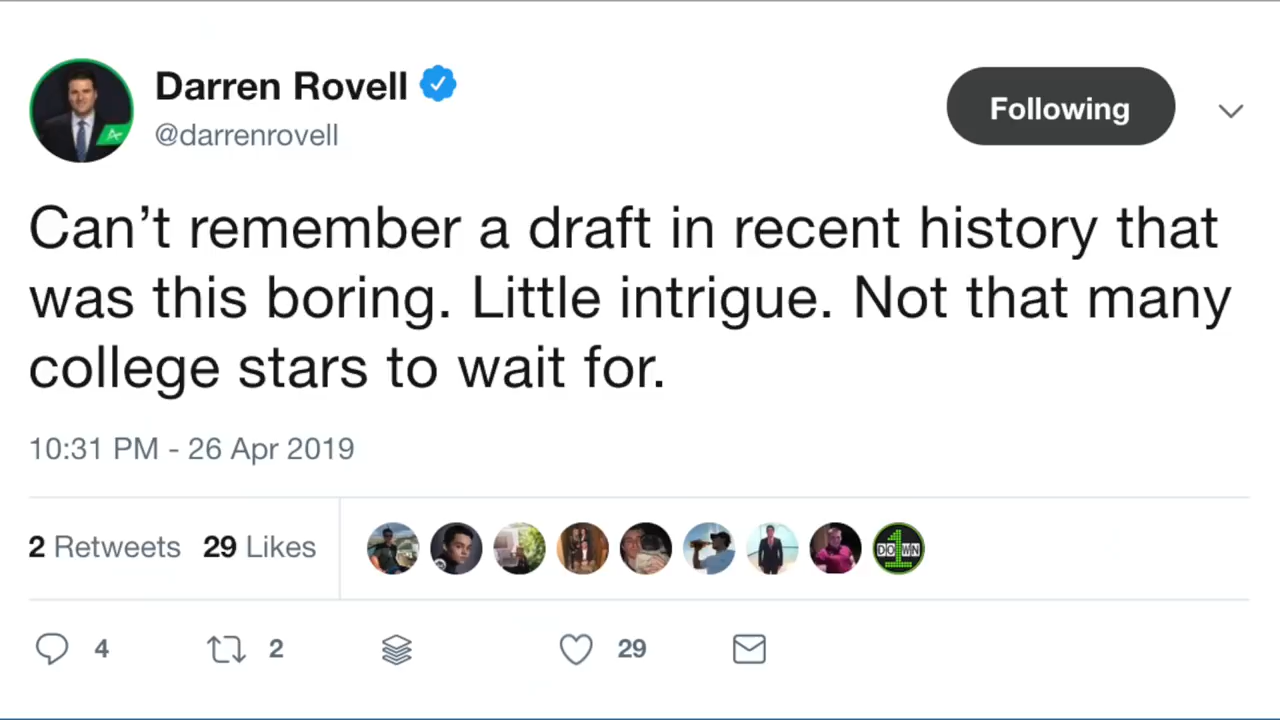 Darren Rovell
@darrenrovell
Following
Can’t remember a draft in recent history that
was this boring. Little intrigue. Not that many
college stars to wait for.
10:31 PM - 26 Apr 2019
2 Retweets 29 Likes
DO1WN
4 2 29